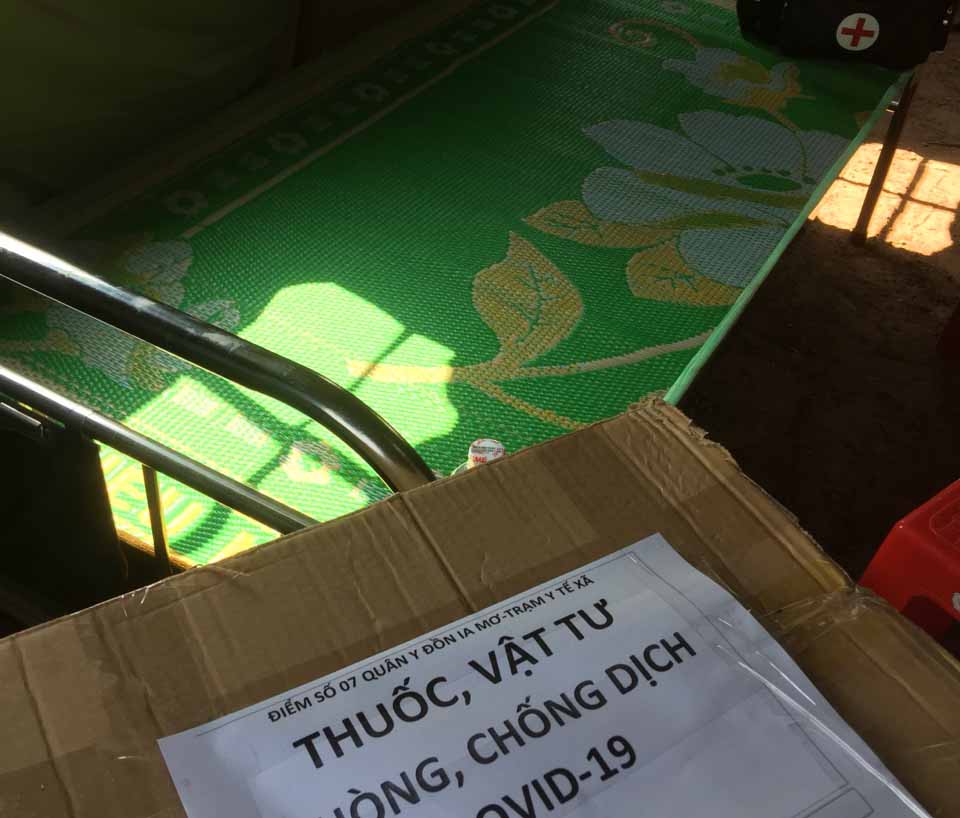 ĐIỂM SỐ 07 QUÂN Y ĐỒN IA MƠ-TRẠM Y TẾ XÃ
THUỐC, VẬT TƯ
HÒNG, CHỐNG DỊCH
OVID-19